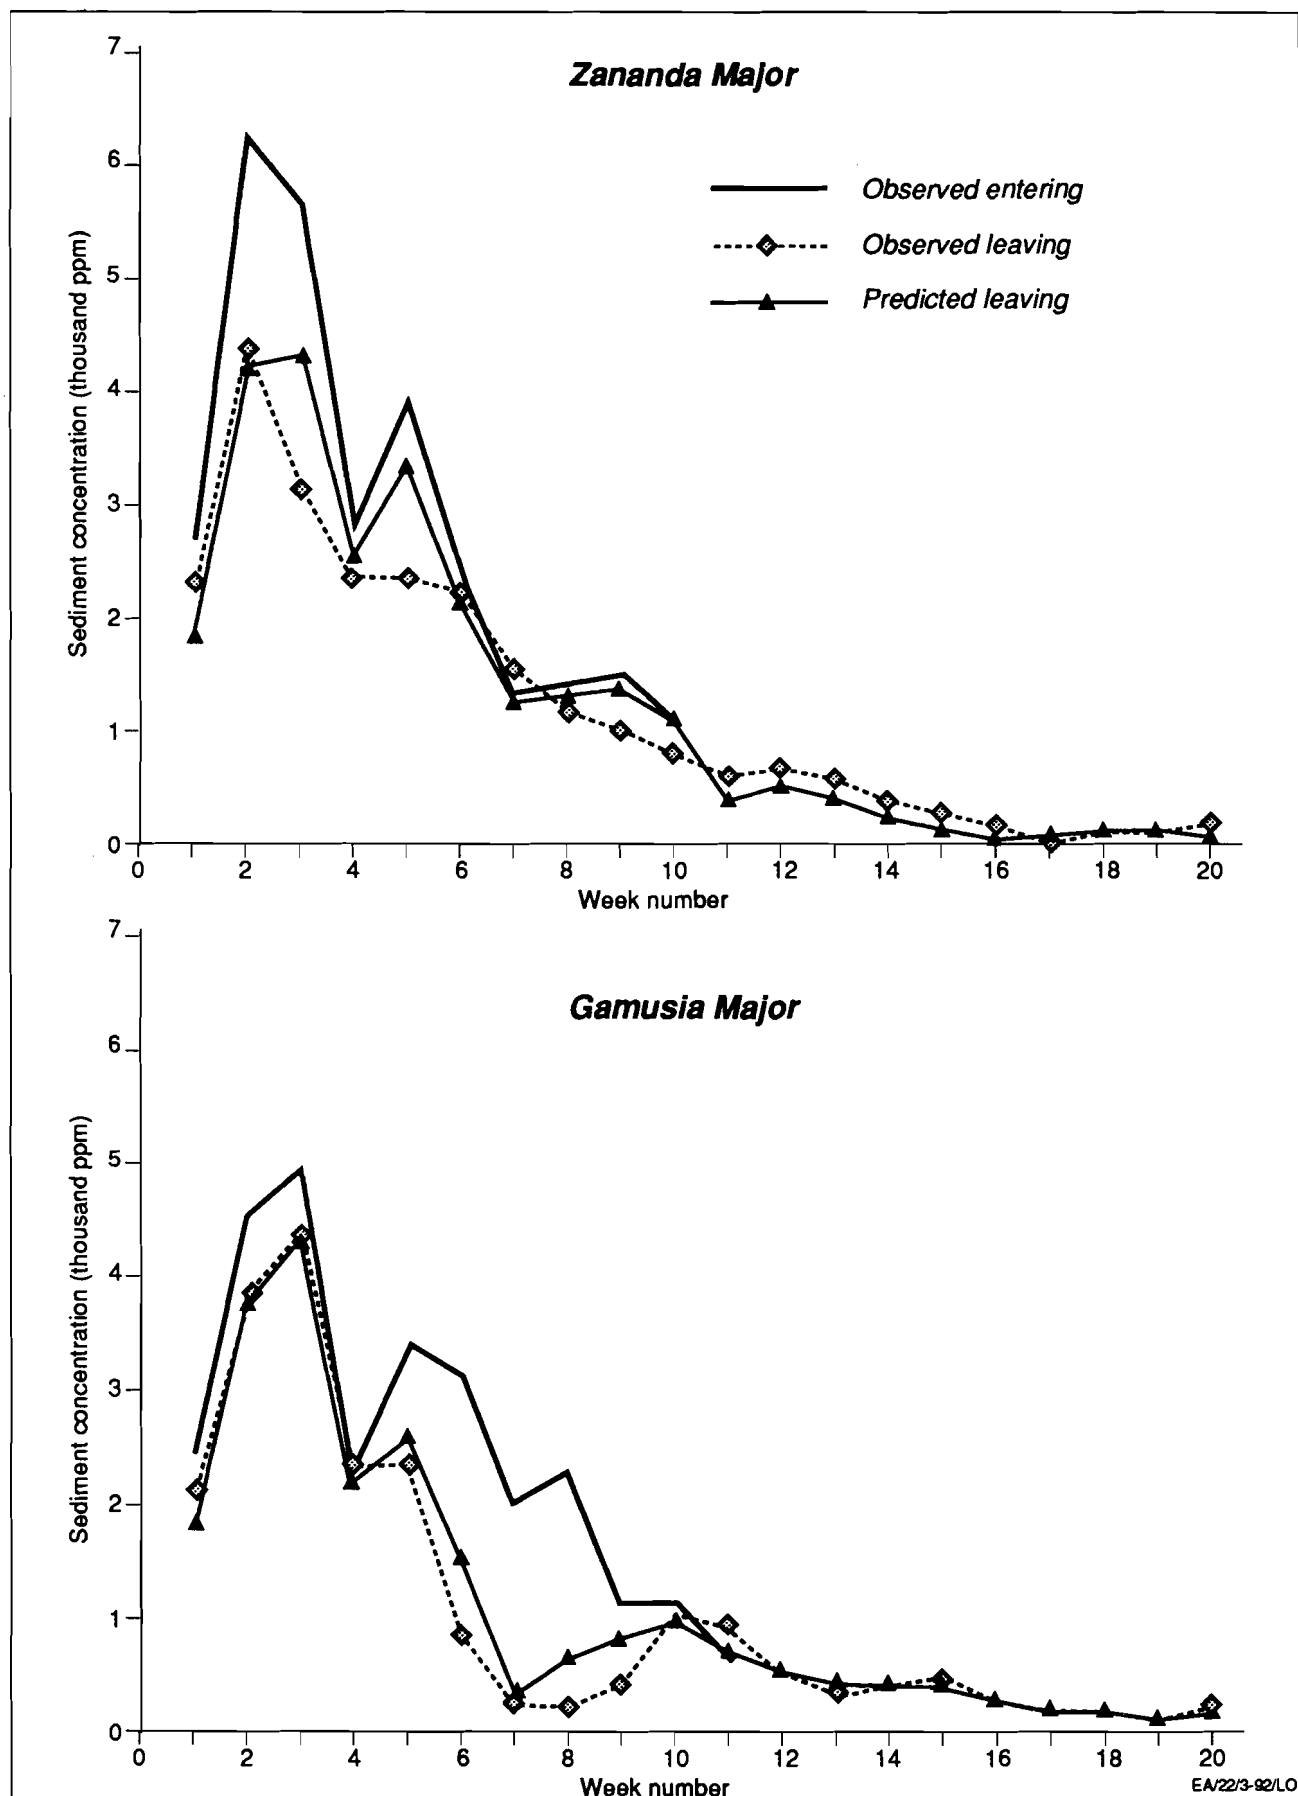 Zananda Major
7
6
5
4
3
2
1
0
Sediment concentration (thousand ppm)
Observed entering
Observed leaving
Predicted leaving
0 2 4 6 8 10 12 14 16 18 20
Week number
Gamusia Major
7
6
5
4
3
2
1
0
Sediment concentration (thousand ppm)
0 2 4 6 8 10 12 14 16 18 20
Week number
EA/22/3-92/LO